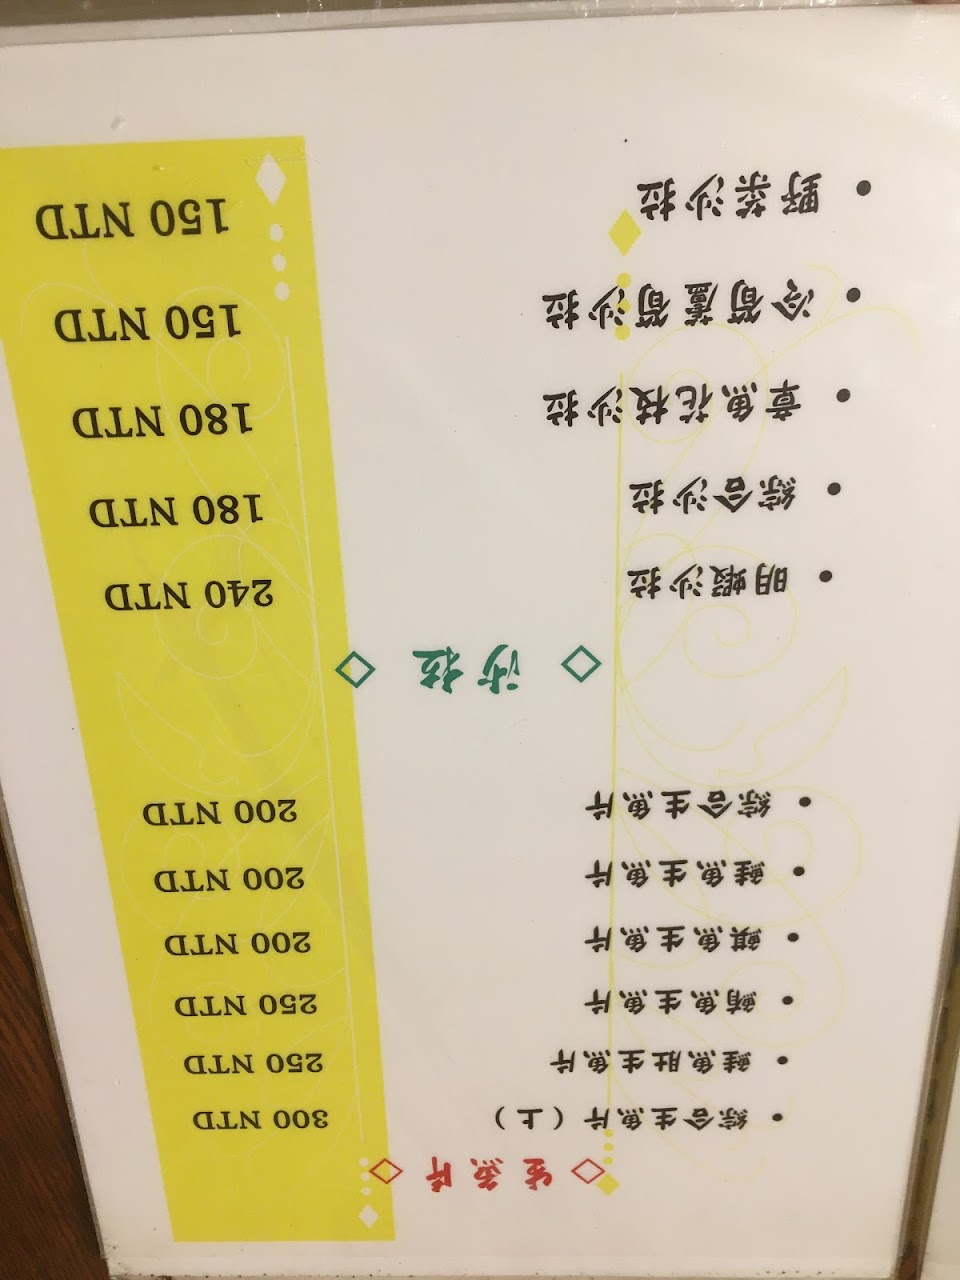 生魚片
綜合生魚片（上） 300 NTD
鮭魚肚生魚片 250 NTD
鮪魚生魚片 250 NTD
鯕魚生魚片 200 NTD
鮭魚生魚片 200 NTD
綜合生魚片 200 NTD
沙拉
明蝦沙拉 240 NTD
綜合沙拉 180 NTD
章魚花枝沙拉 180 NTD
冷筍蘆筍沙拉 150 NTD
野菜沙拉 150 NTD